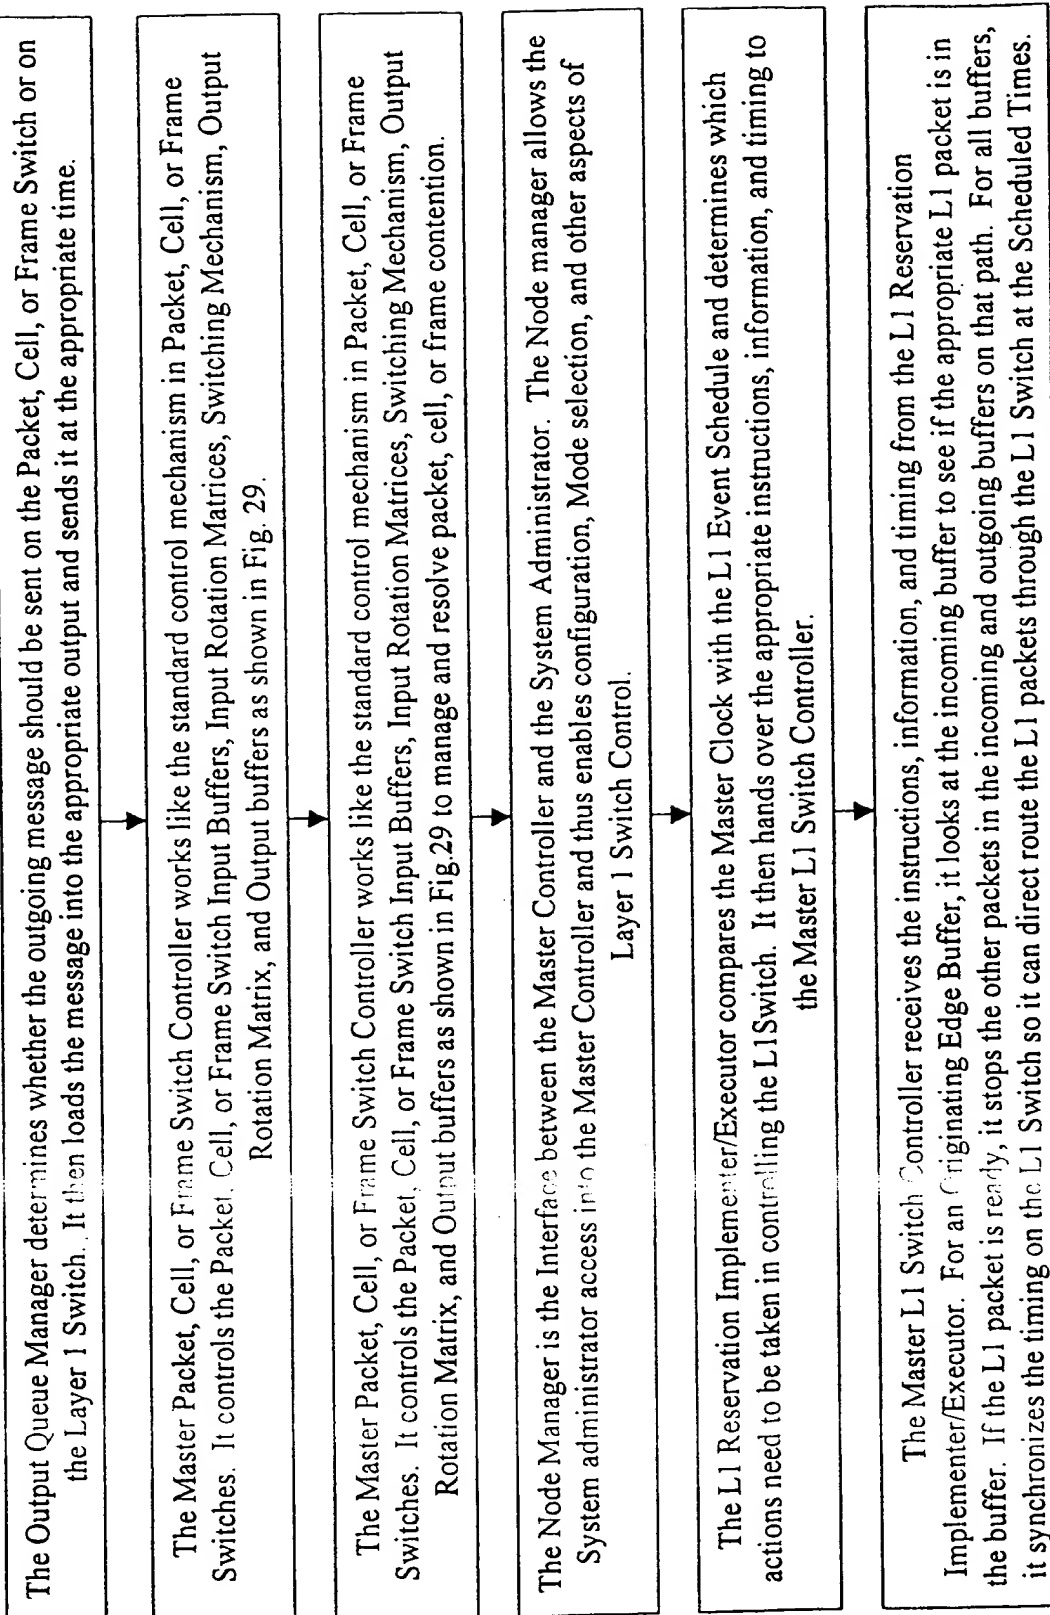 The Output Queue Manager determines whether the outgoing message should be sent on the Packet, Cell, or Frame Switch or on
the Layer 1 Switch. It then loads the message into the appropriate output and sends it at the appropriate time.
The Master Packet, Cell, or Frame Switch Controller works like the standard control mechanism in Packet, Cell, or Frame
Switches. It controls the Packet, Cell, or Frame Switch Input Buffers, Input Rotation Matrices, Switching Mechanism, Output
Rotation Matrix, and Output buffers as shown in Fig. 29.
The Master Packet, Cell, or Frame Switch Controller works like the standard control mechanism in Packet, Cell, or Frame
Switches. It controls the Packet, Cell, or Frame Switch Input Buffers, Input Rotation Matrices, Switching Mechanism, Output
Rotation Matrix, and Output buffers as shown in Fig.29 to manage and resolve packet, cell, or frame contention.
The Node Manager is the Interface between the Master Controller and the System Administrator. The Node manager allows the
System administrator access into the Master Controller and thus enables configuration, Mode selection, and other aspects of
Layer 1 Switch Control.
The L1 Reservation Implementer/Executor compares the Master Clock with the L1 Event Schedule and determines which
actions need to be taken in controlling the L1Switch. It then hands over the appropriate instructions, information, and timing to
the Master L1 Switch Controller.
The Master L1 Switch Controller receives the instructions, information, and timing from the L1 Reservation
Implementer/Executor. For an Originating Edge Buffer, it looks at the incoming buffer to see if the appropriate L1 packet is in
the buffer. If the L1 packet is ready, it stops the other packets in the incoming and outgoing buffers on that path. For all buffers,
it synchronizes the timing on the L1 Switch so it can direct route the L1 packets through the L1 Switch at the Scheduled Times.